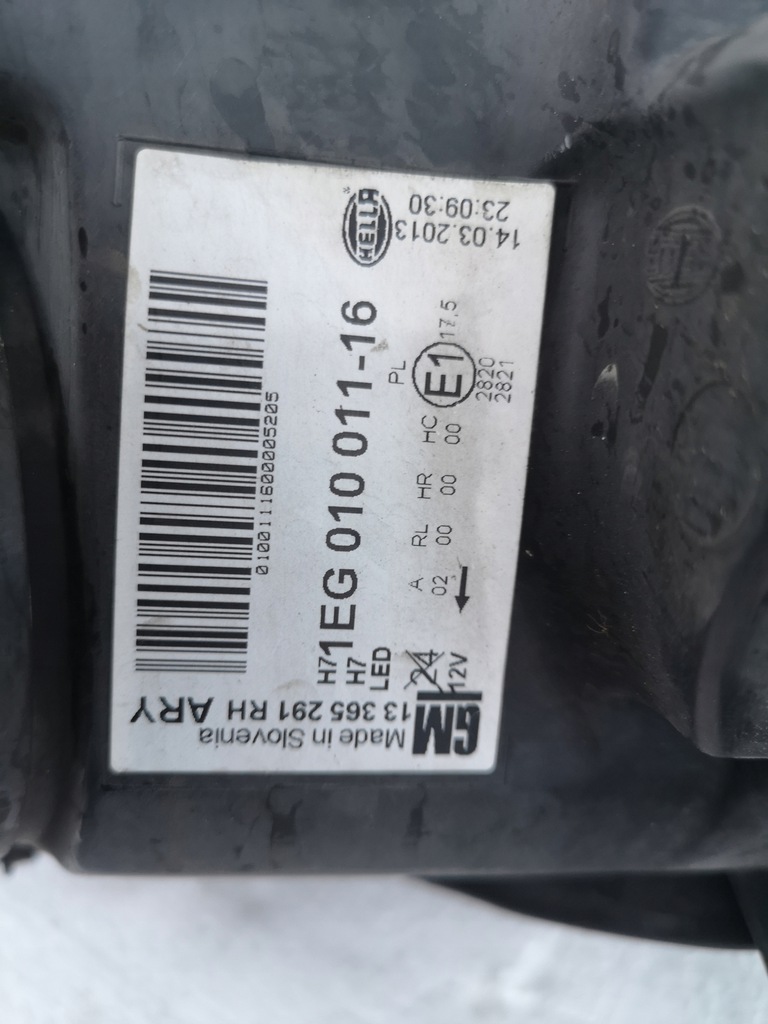 HELLA
14.03.2013
23:09:30
0100111600005205
1EG 010 011-16
H7
H7
LED
PL
A RL HR HC
02 00 00 00
E1
17.5
2820
2821
24
12V
GM
13 365 291 RH ARY
Made in Slovenia